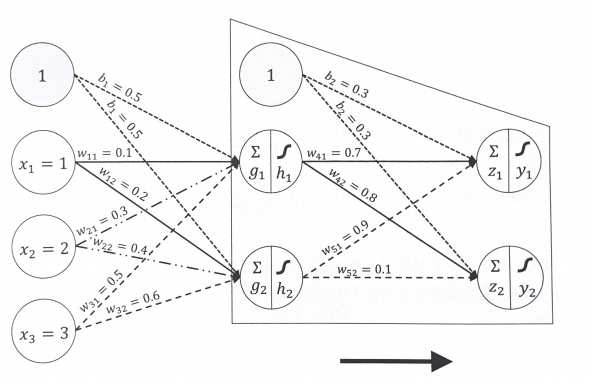 1
1
b₁ = 0.5
b₁ = 0.5
b₂ = 0.3
b₂ = 0.3
x₁ = 1
w₁₁ = 0.1
w₁₂ = 0.2
Σ
g₁
h₁
w₄₁ = 0.7
w₄₂ = 0.8
Σ
z₁
y₁
x₂ = 2
w₂₁ = 0.3
w₂₂ = 0.4
w₅₁ = 0.9
w₃₁ = 0.5
w₃₂ = 0.6
Σ
g₂
h₂
w₅₂ = 0.1
Σ
z₂
y₂
x₃ = 3